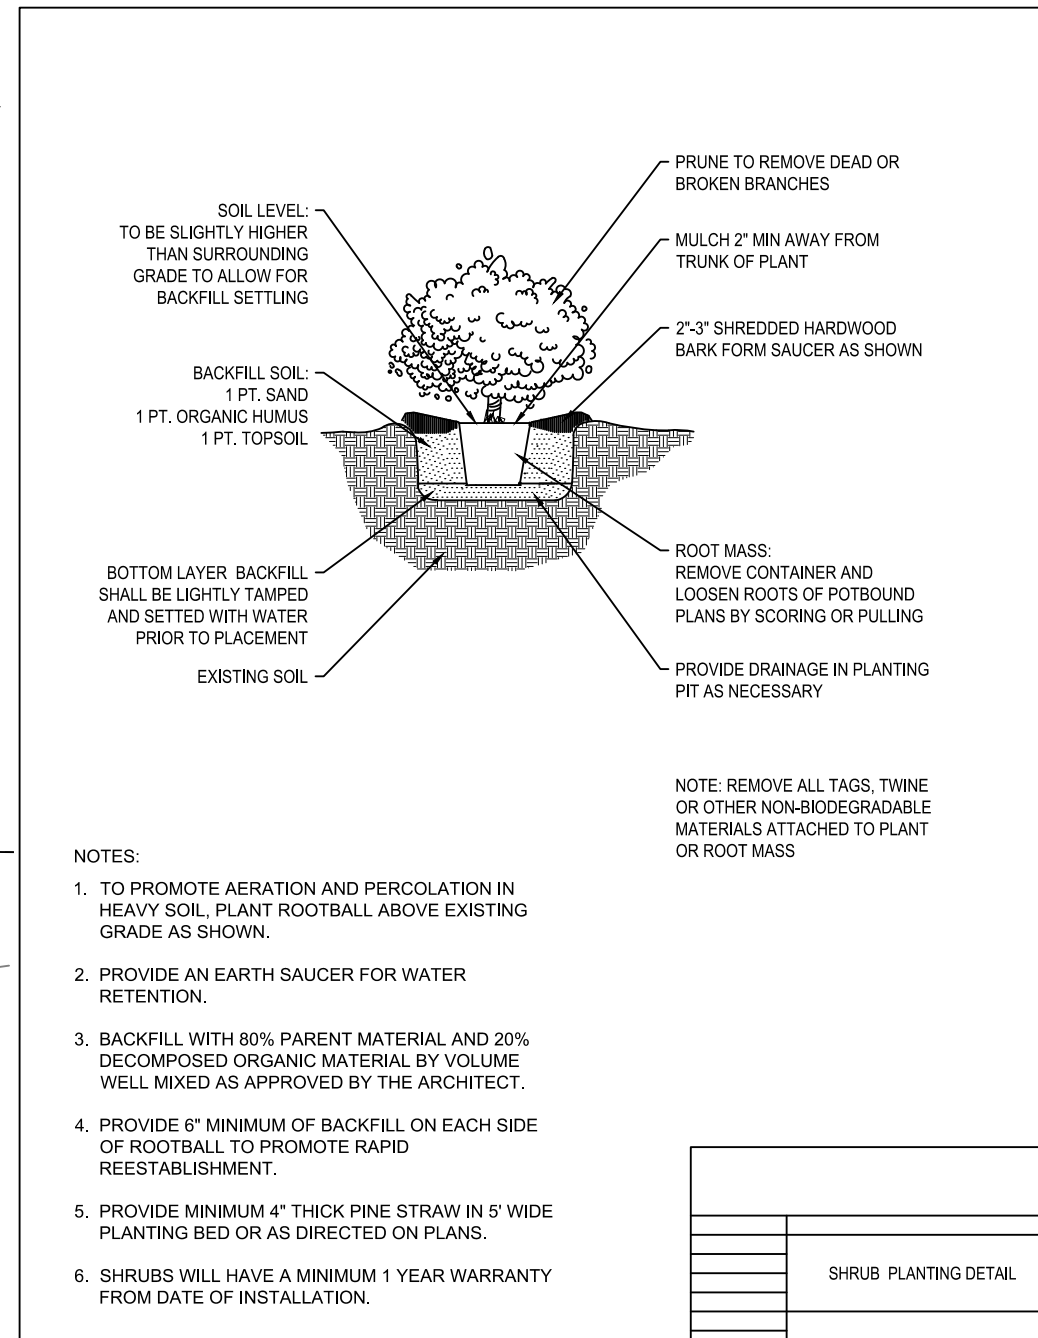 SOIL LEVEL:
TO BE SLIGHTLY HIGHER
THAN SURROUNDING
GRADE TO ALLOW FOR
BACKFILL SETTLING
BACKFILL SOIL:
1 PT. SAND
1 PT. ORGANIC HUMUS
1 PT. TOPSOIL
BOTTOM LAYER BACKFILL
SHALL BE LIGHTLY TAMPED
AND SETTED WITH WATER
PRIOR TO PLACEMENT
EXISTING SOIL
PRUNE TO REMOVE DEAD OR
BROKEN BRANCHES
MULCH 2" MIN AWAY FROM
TRUNK OF PLANT
2"-3" SHREDDED HARDWOOD
BARK FORM SAUCER AS SHOWN
ROOT MASS:
REMOVE CONTAINER AND
LOOSEN ROOTS OF POTBOUND
PLANS BY SCORING OR PULLING
PROVIDE DRAINAGE IN PLANTING
PIT AS NECESSARY
NOTE: REMOVE ALL TAGS, TWINE
OR OTHER NON-BIODEGRADABLE
MATERIALS ATTACHED TO PLANT
OR ROOT MASS
NOTES:
1. TO PROMOTE AERATION AND PERCOLATION IN
HEAVY SOIL, PLANT ROOTBALL ABOVE EXISTING
GRADE AS SHOWN.
2. PROVIDE AN EARTH SAUCER FOR WATER
RETENTION.
3. BACKFILL WITH 80% PARENT MATERIAL AND 20%
DECOMPOSED ORGANIC MATERIAL BY VOLUME
WELL MIXED AS APPROVED BY THE ARCHITECT.
4. PROVIDE 6" MINIMUM OF BACKFILL ON EACH SIDE
OF ROOTBALL TO PROMOTE RAPID
REESTABLISHMENT.
5. PROVIDE MINIMUM 4" THICK PINE STRAW IN 5' WIDE
PLANTING BED OR AS DIRECTED ON PLANS.
6. SHRUBS WILL HAVE A MINIMUM 1 YEAR WARRANTY
FROM DATE OF INSTALLATION.
SHRUB PLANTING DETAIL